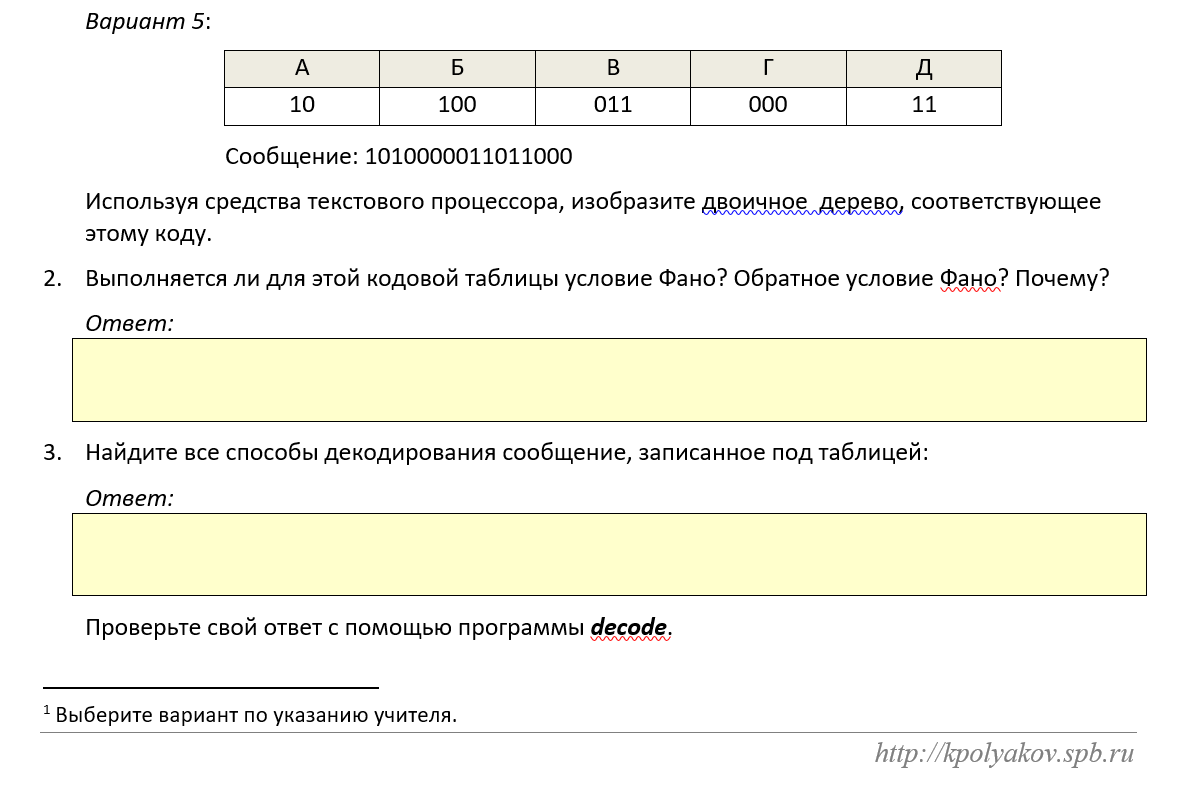 Вариант 5:
А Б В Г Д
10 100 011 000 11
Сообщение: 1010000011011000
Используя средства текстового процессора, изобразите двоичное дерево, соответствующее
этому коду.
2. Выполняется ли для этой кодовой таблицы условие Фано? Обратное условие Фано? Почему?
Ответ:
3. Найдите все способы декодирования сообщение, записанное под таблицей:
Ответ:
Проверьте свой ответ с помощью программы decode.
1 Выберите вариант по указанию учителя.
http://kpolyakov.spb.ru